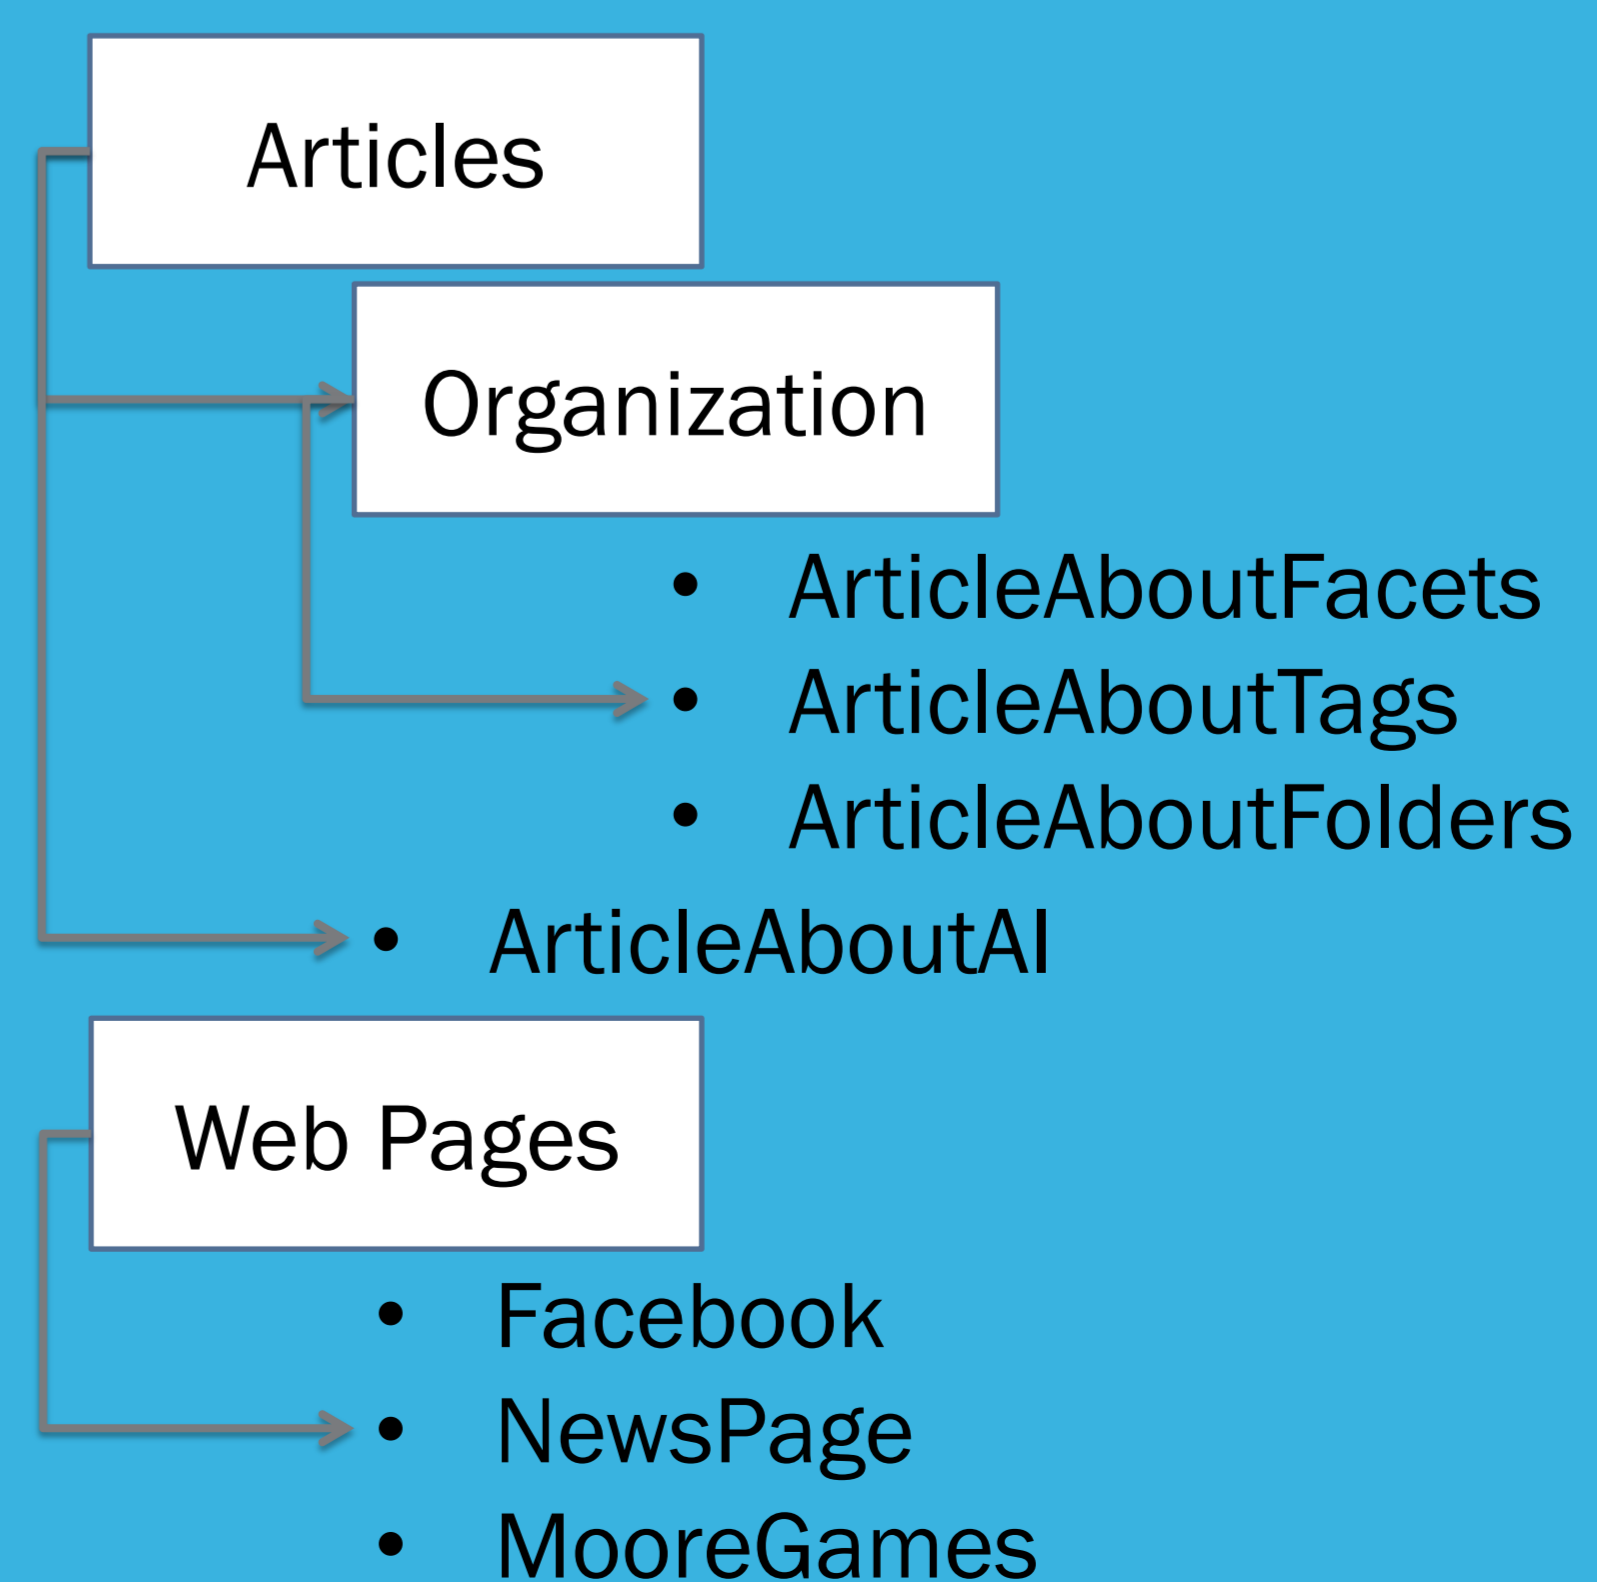 Articles
Organization
• ArticleAboutFacets
• ArticleAboutTags
• ArticleAboutFolders
• ArticleAboutAI
Web Pages
• Facebook
• NewsPage
• MooreGames